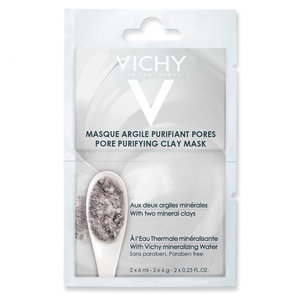 VICHY
LABORATOIRES
V
MASQUE ARGILE PURIFIANT PORES
PORE PURIFYING CLAY MASK
Aux deux argiles minérales
With two mineral clays
À l'Eau Thermale minéralisante
With Vichy mineralizing Water
Sans paraben, Paraben free
2 x 6 ml - 2 x 6 g - 2 x 0.23 FL.OZ.